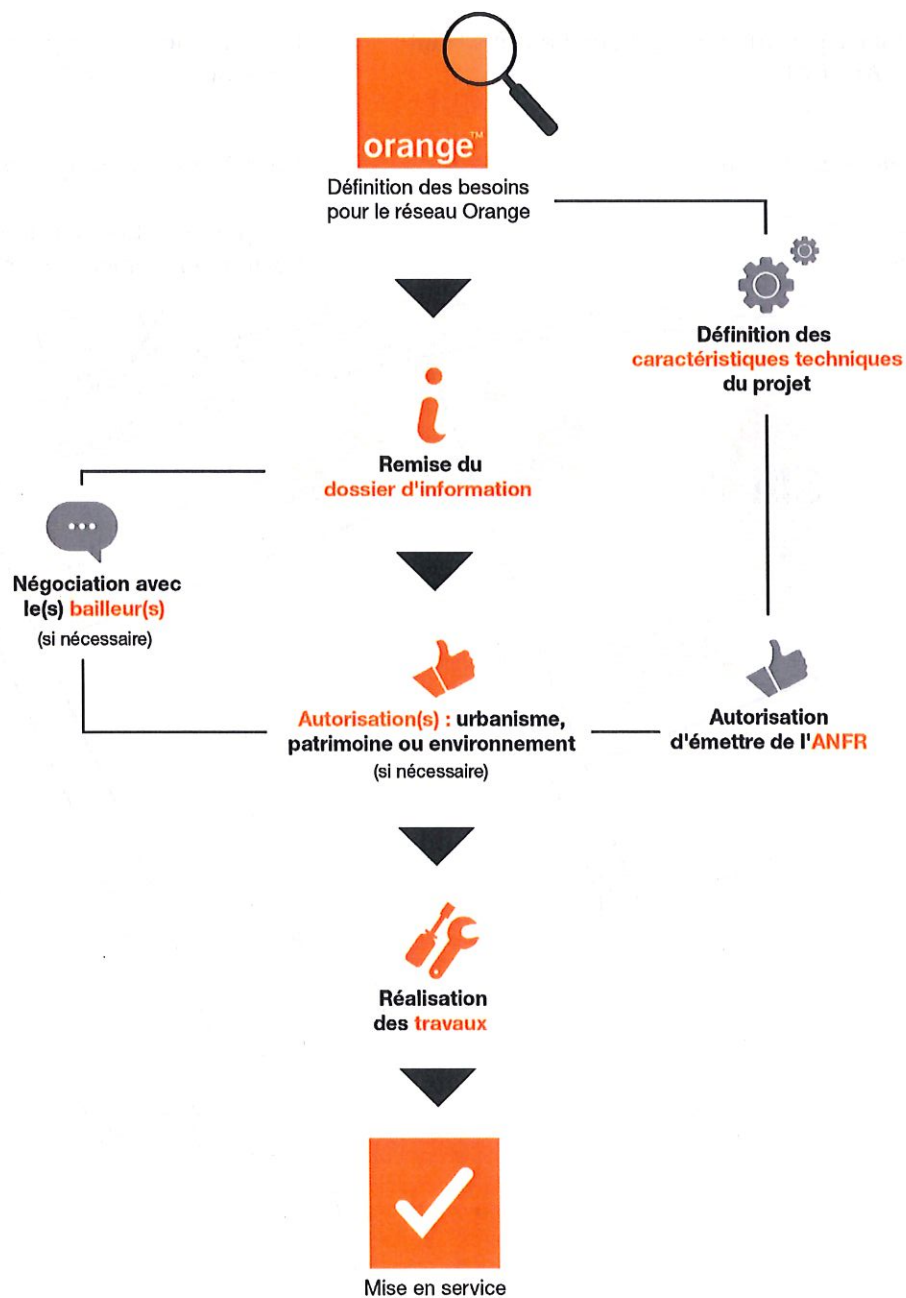 orange™
Définition des besoins
pour le réseau Orange
Définition des
caractéristiques techniques
du projet
Remise du
dossier d'information
Négociation avec
le(s) bailleur(s)
(si nécessaire)
Autorisation(s) : urbanisme,
patrimoine ou environnement
(si nécessaire)
Autorisation
d'émettre de l'ANFR
Réalisation
des travaux
Mise en service